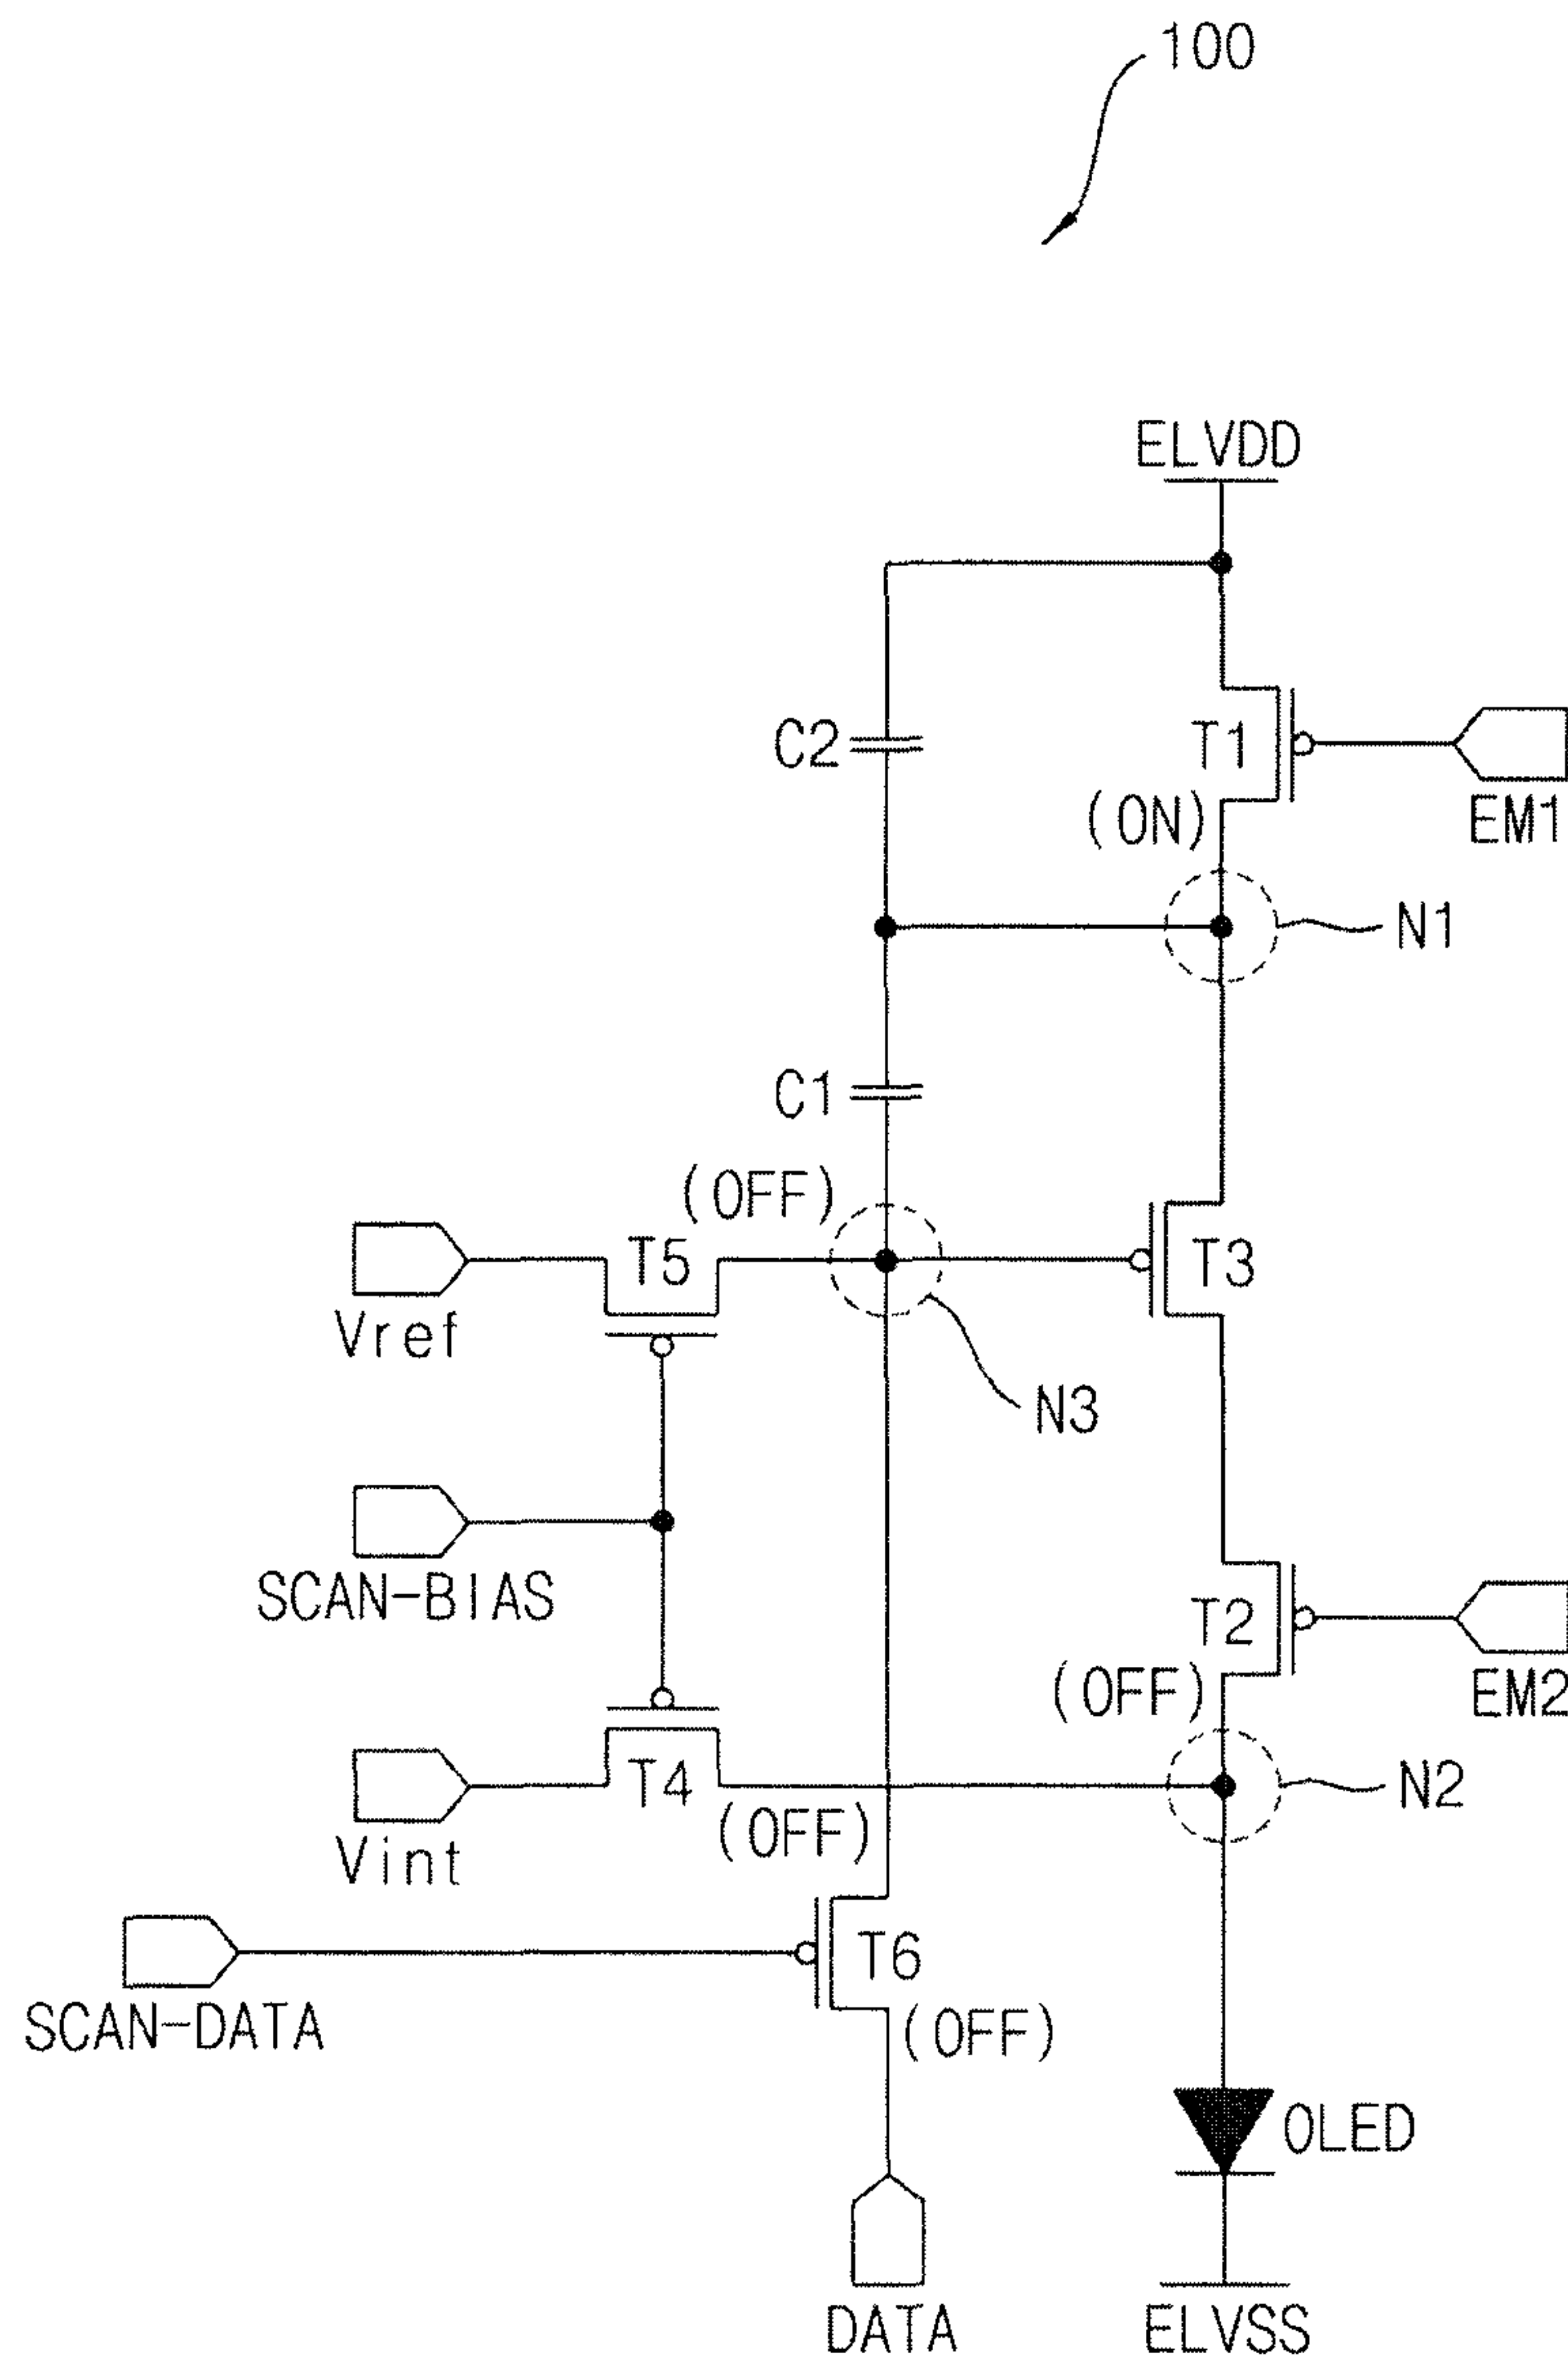 100
ELVDD
C2
T1
(ON)
EM1
N1
C1
(OFF)
T5
T3
Vref
N3
SCAN-BIAS
T2
(OFF)
EM2
T4
N2
(OFF)
Vint
T6
SCAN-DATA
(OFF)
OLED
DATA
ELVSS